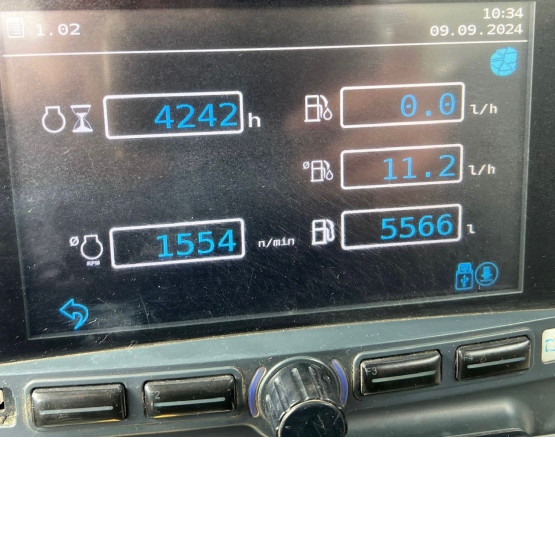 1.02
10:34
09.09.2024
4242 h
0.0 l/h
ø 11.2 l/h
ø 1554 n/min
RPM
5566 l
F3